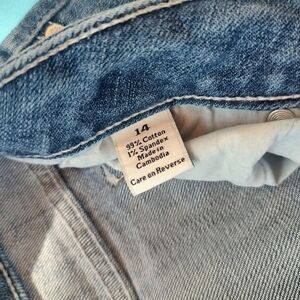 14
99% Cotton
1% Spandex
Made in
Cambodia
Care on Reverse